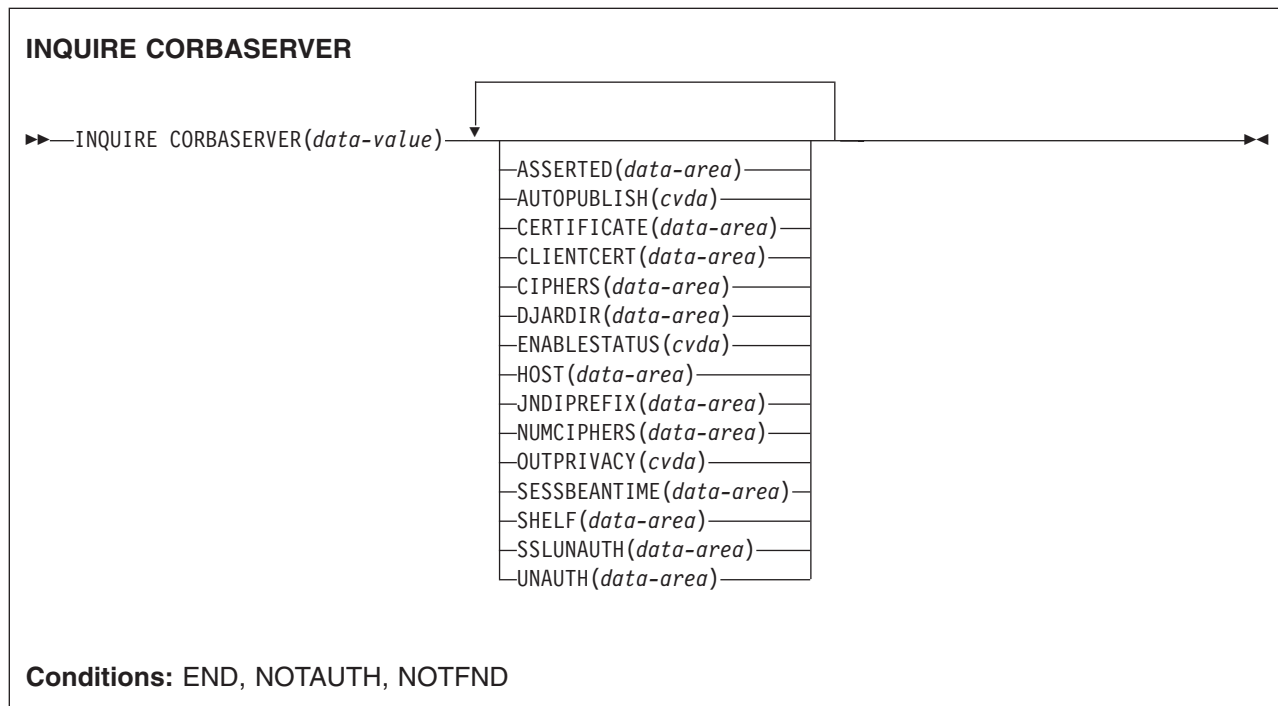 INQUIRE CORBASERVER
INQUIRE CORBASERVER(data-value)
ASSERTED(data-area)
AUTOPUBLISH(cvda)
CERTIFICATE(data-area)
CLIENTCERT(data-area)
CIPHERS(data-area)
DJARDIR(data-area)
ENABLESTATUS(cvda)
HOST(data-area)
JNDIPREFIX(data-area)
NUMCIPHERS(data-area)
OUTPRIVACY(cvda)
SESSBEANTIME(data-area)
SHELF(data-area)
SSLUNAUTH(data-area)
UNAUTH(data-area)
Conditions: END, NOTAUTH, NOTFND